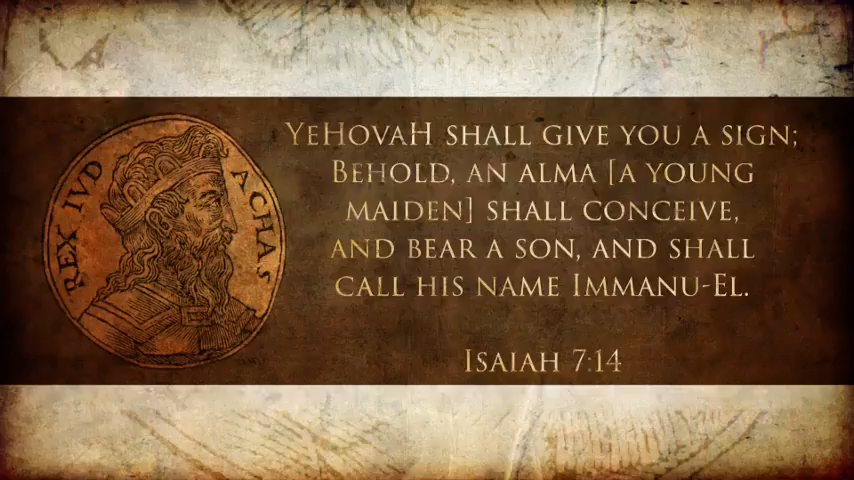 REX IVD
ACHAS
YeHovaH shall give you a sign;
Behold, an alma [a young
maiden] shall conceive,
and bear a son, and shall
call his name Immanu-El.
Isaiah 7:14